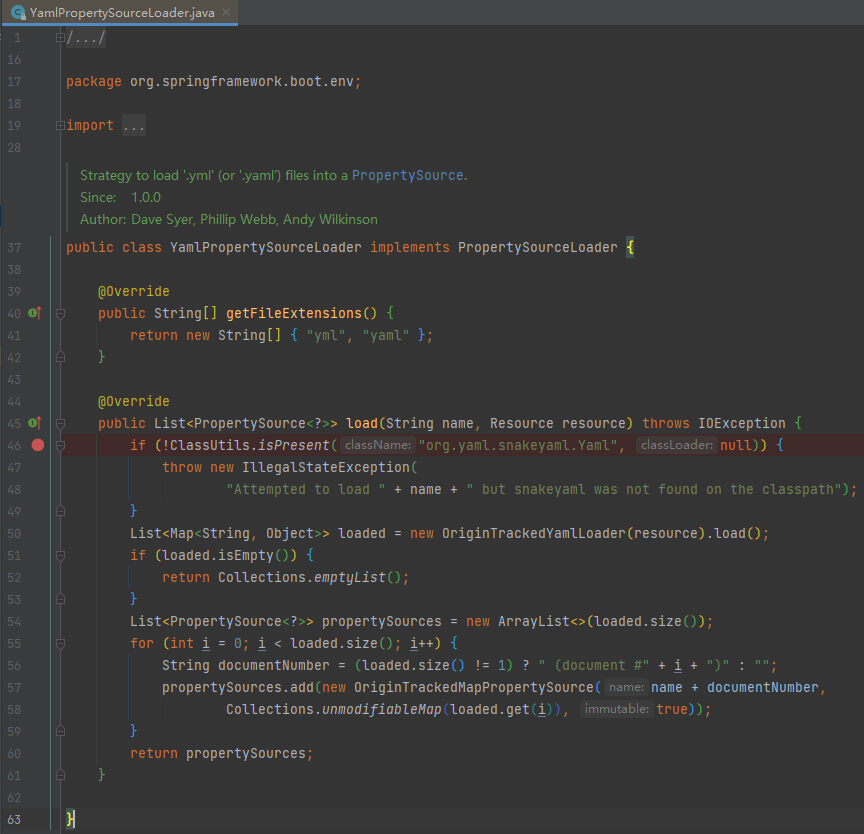 YamlPropertySourceLoader.java ×
1 /.../
16
17 package org.springframework.boot.env;
18
19 import ...
28
Strategy to load '.yml' (or '.yaml') files into a PropertySource.
Since: 1.0.0
Author: Dave Syer, Phillip Webb, Andy Wilkinson
37 public class YamlPropertySourceLoader implements PropertySourceLoader {
38
39 @Override
40 public String[] getFileExtensions() {
41 return new String[] { "yml", "yaml" };
42 }
43
44 @Override
45 public List<PropertySource<?>> load(String name, Resource resource) throws IOException {
46 if (!ClassUtils.isPresent( className: "org.yaml.snakeyaml.Yaml", classLoader: null)) {
47 throw new IllegalStateException(
48 "Attempted to load " + name + " but snakeyaml was not found on the classpath");
49 }
50 List<Map<String, Object>> loaded = new OriginTrackedYamlLoader(resource).load();
51 if (loaded.isEmpty()) {
52 return Collections.emptyList();
53 }
54 List<PropertySource<?>> propertySources = new ArrayList<>(loaded.size());
55 for (int i = 0; i < loaded.size(); i++) {
56 String documentNumber = (loaded.size() != 1) ? " (document #" + i + ")" : "";
57 propertySources.add(new OriginTrackedMapPropertySource( name: name + documentNumber,
58 Collections.unmodifiableMap(loaded.get(i)), immutable: true));
59 }
60 return propertySources;
61 }
62
63 }